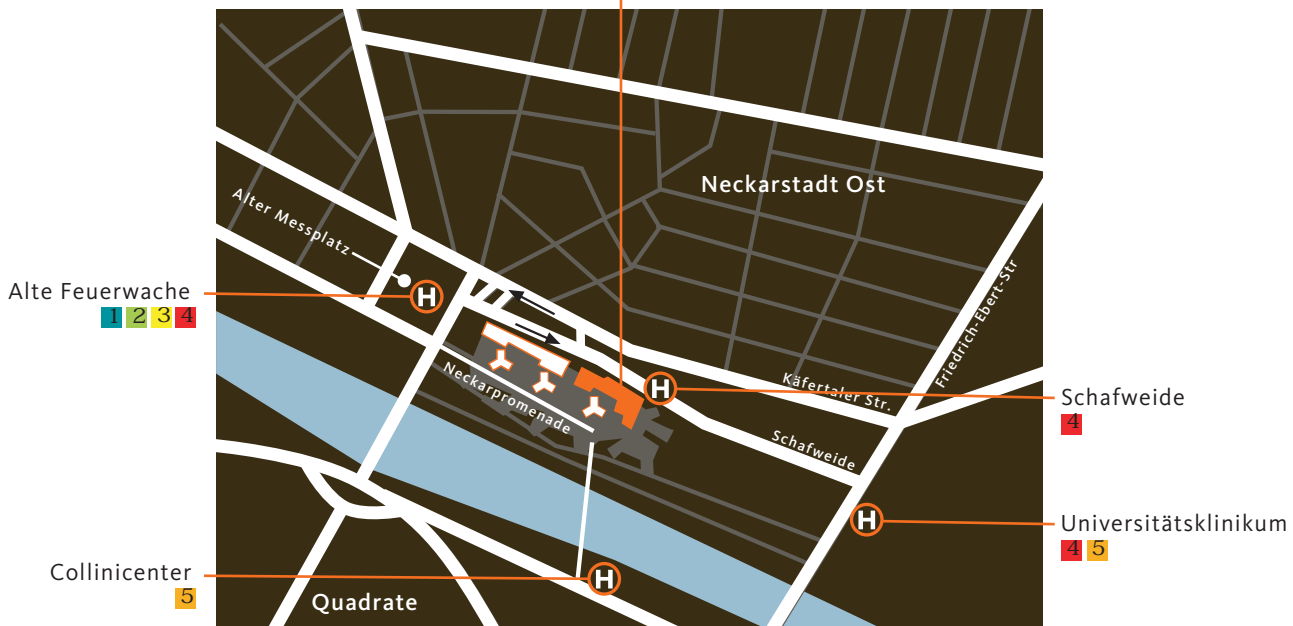 Neckarstadt Ost
Alter Messplatz
Friedrich-Ebert-Str
Alte Feuerwache
1 2 3 4
H
H
Käfertaler Str.
Neckarpromenade
Schafweide
4
Schafweide
H
Universitätsklinikum
4 5
Collinicenter
5
H
Quadrate